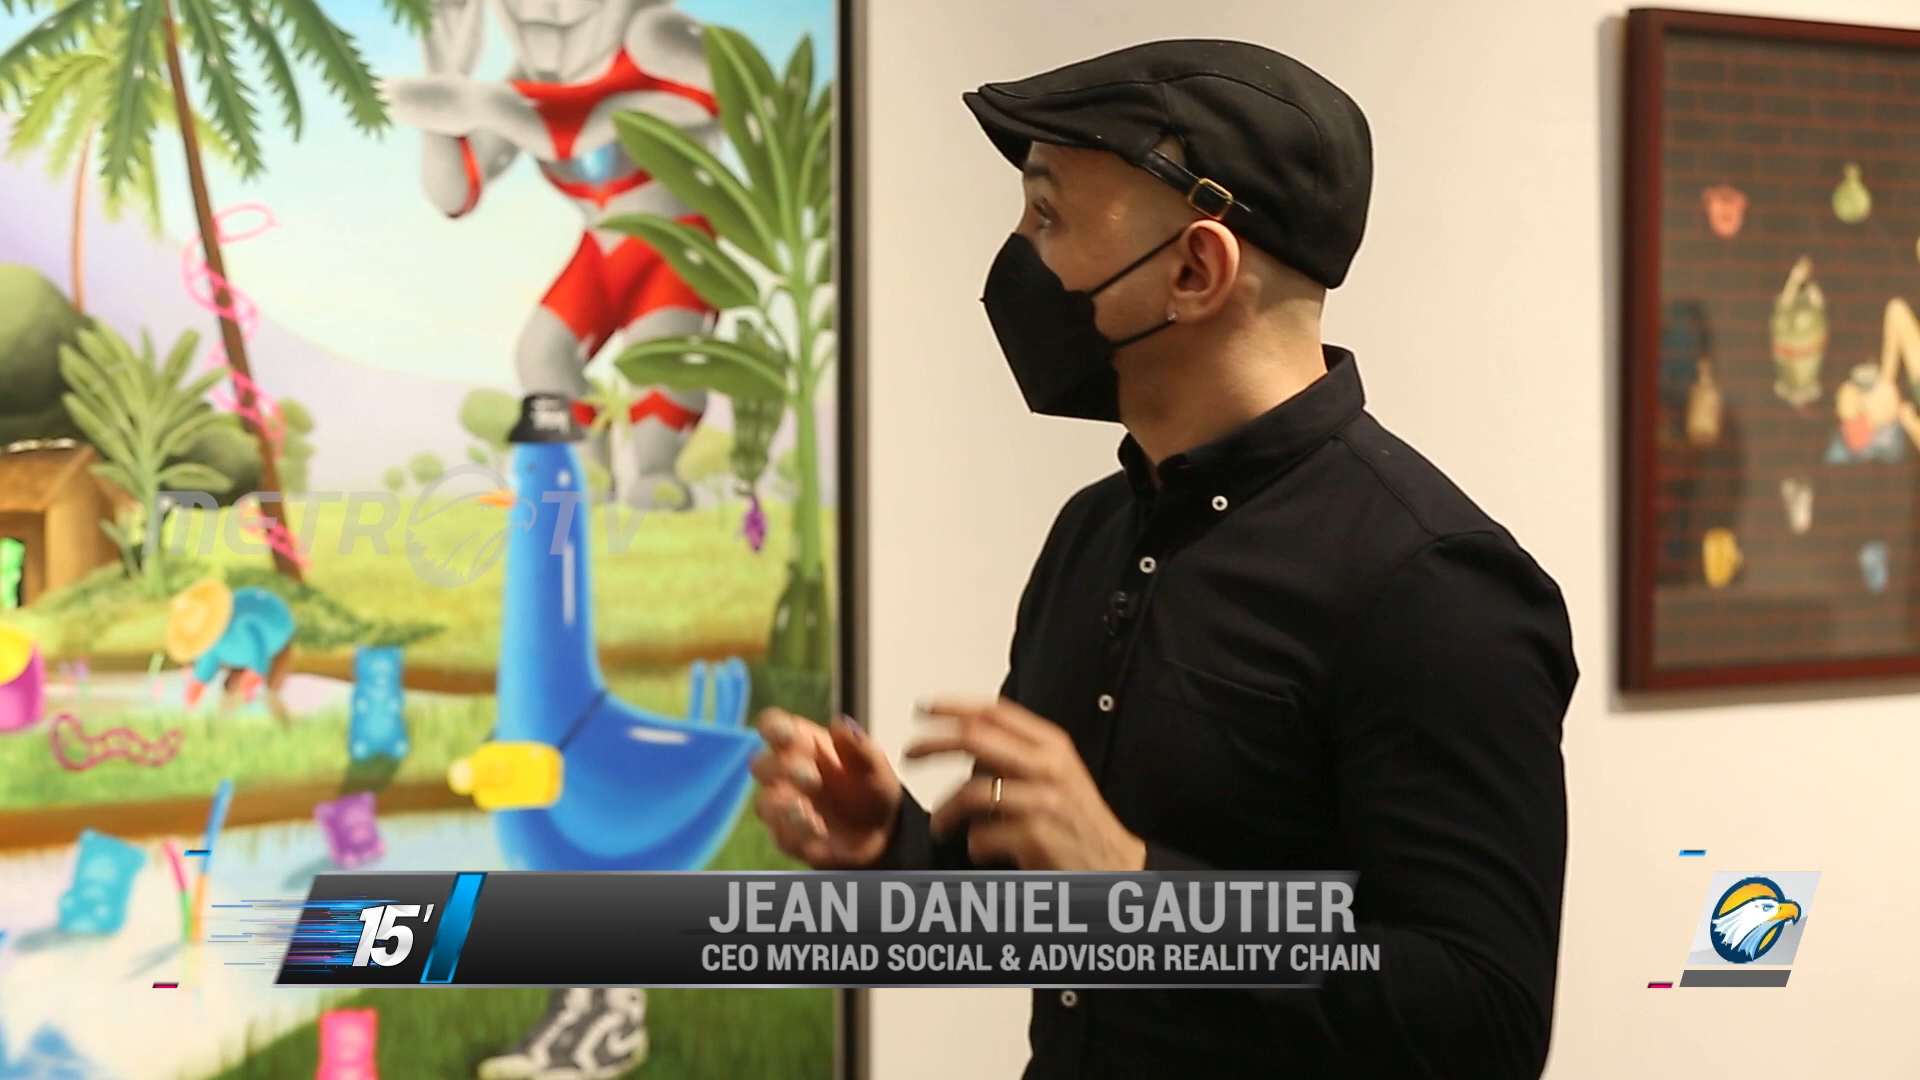 METRO TV
15'
JEAN DANIEL GAUTIER
CEO MYRIAD SOCIAL & ADVISOR REALITY CHAIN